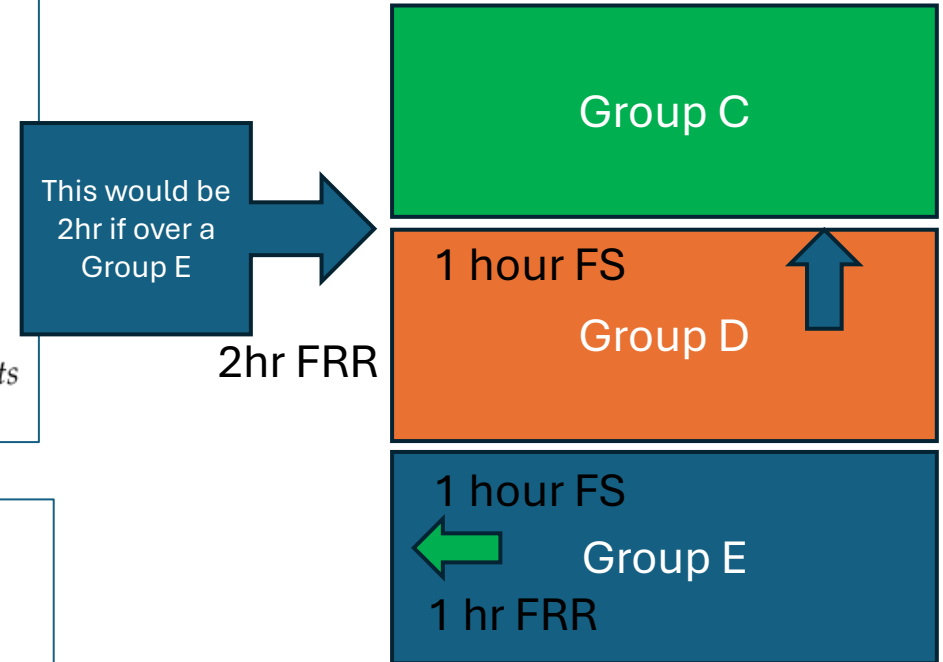 Group C
This would be
2hr if over a
Group E
1 hour FS
Group D
2hr FRR
ts
1 hour FS
Group E
1 hr FRR